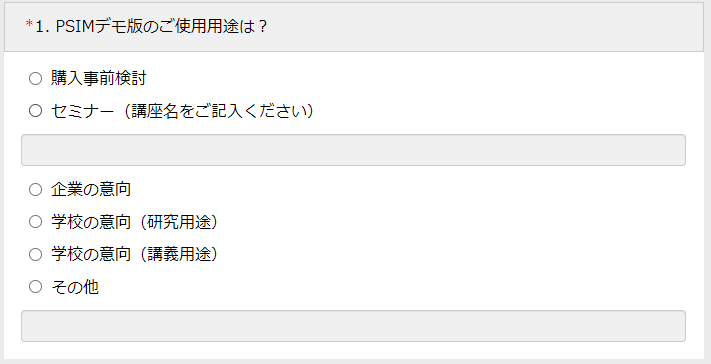 *1. PSIMデモ版のご使用用途は？
購入事前検討
セミナー（講座名をご記入ください）
企業の意向
学校の意向（研究用途）
学校の意向（講義用途）
その他